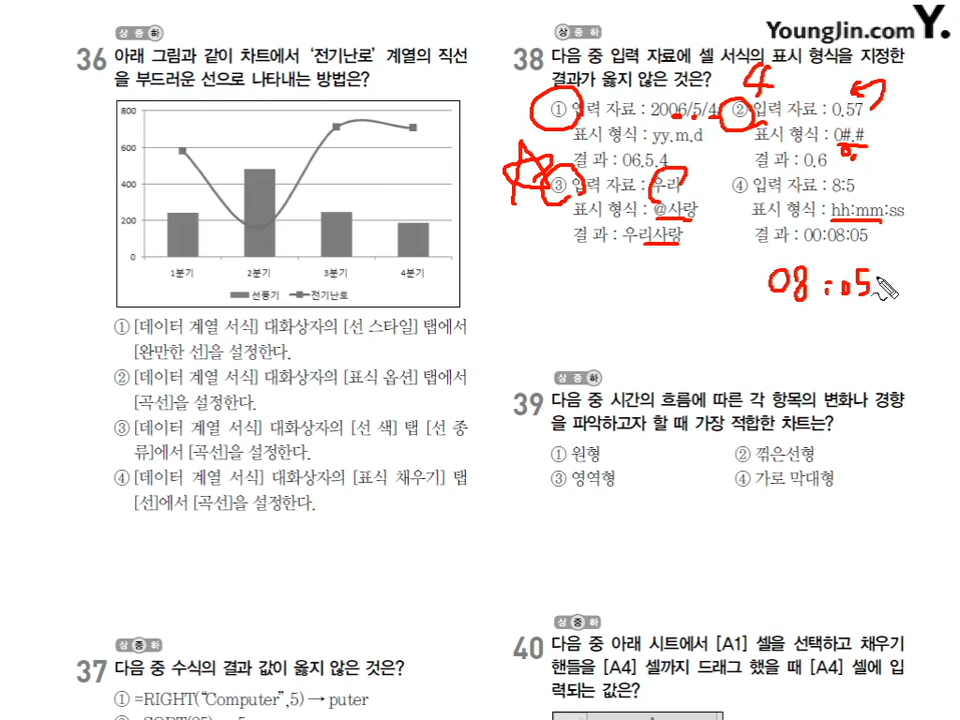 Younglin.com Y.
상 중 하
36 아래 그림과 같이 차트에서 ‘전기난로’ 계열의 직선
을 부드러운 선으로 나타내는 방법은?
800
600
400
200
0
1분기 2분기 3분기 4분기
선풍기 전기난로
① [데이터 계열 서식] 대화상자의 [선 스타일] 탭에서
[완만한 선]을 설정한다.
② [데이터 계열 서식] 대화상자의 [표식 옵션] 탭에서
[곡선]을 설정한다.
③ [데이터 계열 서식] 대화상자의 [선 색] 탭 [선 종
류]에서 [곡선]을 설정한다.
④ [데이터 계열 서식] 대화상자의 [표식 채우기] 탭
[선]에서 [곡선]을 설정한다.
상 중 하
37 다음 중 수식의 결과 값이 옳지 않은 것은?
① =RIGHT(“Computer”,5) → puter
상 중 하
38 다음 중 입력 자료에 셀 서식의 표시 형식을 지정한
결과가 옳지 않은 것은?
4
① 입력 자료 : 2006/5/4
표시 형식 : yy.m.d
결 과 : 06.5.4
② 입력 자료 : 0.57
표시 형식 : 0#.#
결 과 : 0.6
③ 입력 자료 : 우리
표시 형식 : @사랑
결 과 : 우리사랑
④ 입력 자료 : 8:5
표시 형식 : hh:mm:ss
결 과 : 00:08:05
08:05
상 중 하
39 다음 중 시간의 흐름에 따른 각 항목의 변화나 경향
을 파악하고자 할 때 가장 적합한 차트는?
① 원형 ② 꺾은선형
③ 영역형 ④ 가로 막대형
상 중 하
40 다음 중 아래 시트에서 [A1] 셀을 선택하고 채우기
핸들을 [A4] 셀까지 드래그 했을 때 [A4] 셀에 입
력되는 값은?